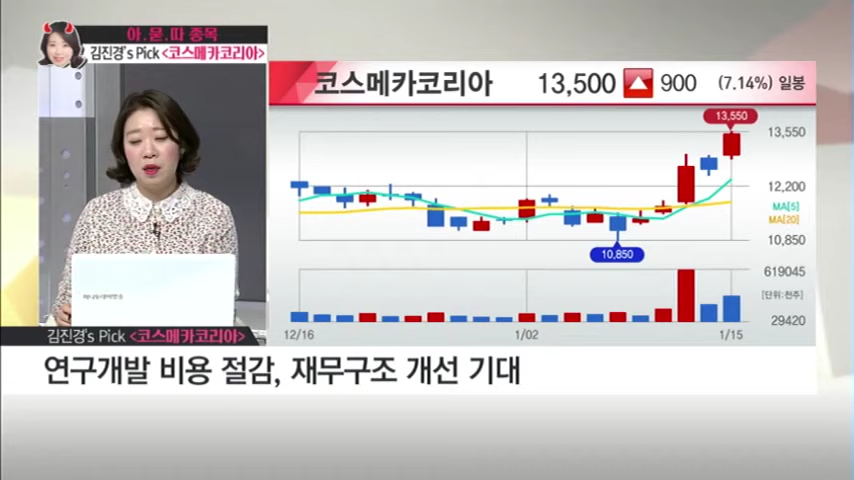 아.묻.따 종목
김진경's Pick <코스메카코리아>
코스메카코리아 13,500 900 (7.14%) 일봉
13,550
13,550
12,200
MA[5]
MA[20]
10,850
10,850
619045
[단위:천주]
29420
12/16 1/02 1/15
김진경's Pick <코스메카코리아>
연구개발 비용 절감, 재무구조 개선 기대